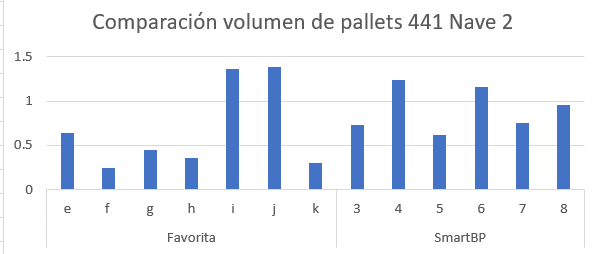 Comparación volumen de pallets 441 Nave 2
1.5
1
0.5
0
e f g h i j k 3 4 5 6 7 8
Favorita SmartBP